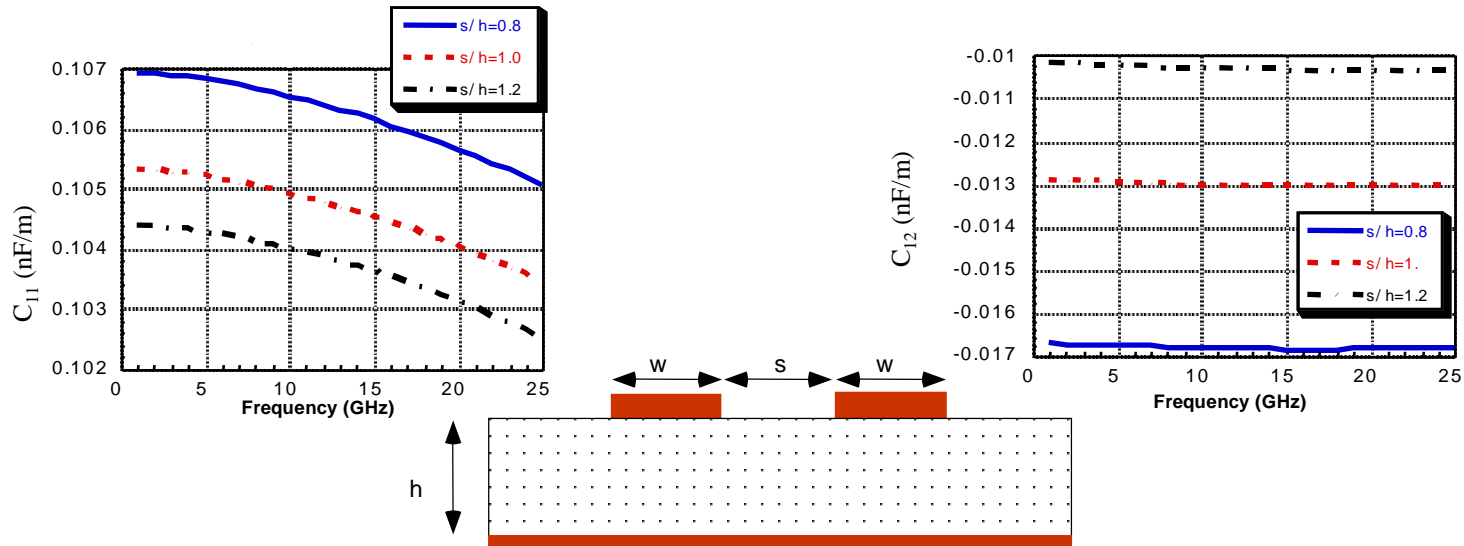 s/ h=0.8
s/ h=1.0
s/ h=1.2
C11 (nF/m)
0.107
0.106
0.105
0.104
0.103
0.102
0
5
10
15
20
25
Frequency (GHz)
w
s
w
h
C12 (nF/m)
-0.01
-0.011
-0.012
-0.013
-0.014
-0.015
-0.016
-0.017
0
5
10
15
20
25
Frequency (GHz)
s/ h=0.8
s/ h=1.
s/ h=1.2